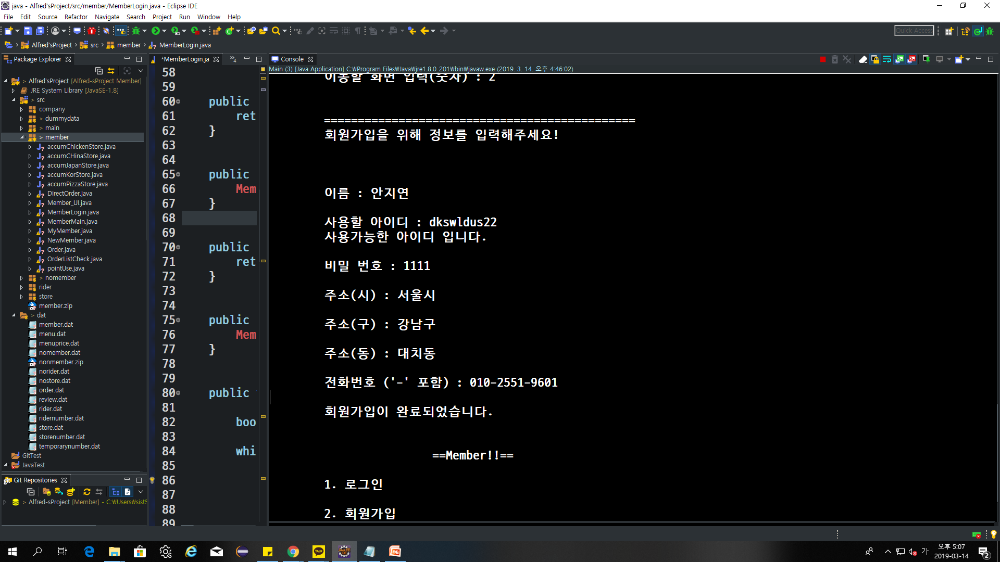 java - Alfred'sProject/src/member/MemberLogin.java - Eclipse IDE
File Edit Source Refactor Navigate Search Project Run Window Help
Quick Access
Alfred'sProject src member MemberLogin.java
Package Explorer
> Alfred'sProject [Alfred-sProject Member]
JRE System Library [JavaSE-1.8]
> src
company
> dummydata
> main
> member
accumChickenStore.java
accumCHinaStore.java
accumJapanStore.java
accumKorStore.java
accumPizzaStore.java
DirectOrder.java
Member_UI.java
MemberLogin.java
MemberMain.java
MyMember.java
NewMember.java
Order.java
OrderListCheck.java
pointUse.java
> nomember
rider
store
member.zip
> dat
member.dat
menu.dat
menuprice.dat
nomember.dat
nonmember.zip
norider.dat
nostore.dat
order.dat
review.dat
rider.dat
ridernumber.dat
store.dat
storenumber.dat
temporarynumber.dat
GitTest
JavaTest
Git Repositories
> Alfred-sProject [Member] - C:₩Users₩sist5
*MemberLogin.ja
»4
58
59
60 public
61 ret
62 }
63
64
65 public
66 Mem
67 }
68
69
70 public
71 ret
72 }
73
74
75 public
76 Mem
77 }
78
79
80 public
81
82 boo
83
84 whi
85
86
87
88
89
Console
Main (3) [Java Application] C:₩Program Files₩Java₩jre1.8.0_201₩bin₩javaw.exe (2019. 3. 14. 오후 4:46:02)
이동할 화면 입력(숫자) : 2
==============================================
회원가입을 위해 정보를 입력해주세요!
이름 : 안지연
사용할 아이디 : dkswldus22
사용가능한 아이디 입니다.
비밀 번호 : 1111
주소(시) : 서울시
주소(구) : 강남구
주소(동) : 대치동
전화번호 ('-' 포함) : 010-2551-9601
회원가입이 완료되었습니다.
==Member!!==
1. 로그인
2. 회원가입
TALK
가
오후 5:07
2019-03-14
2